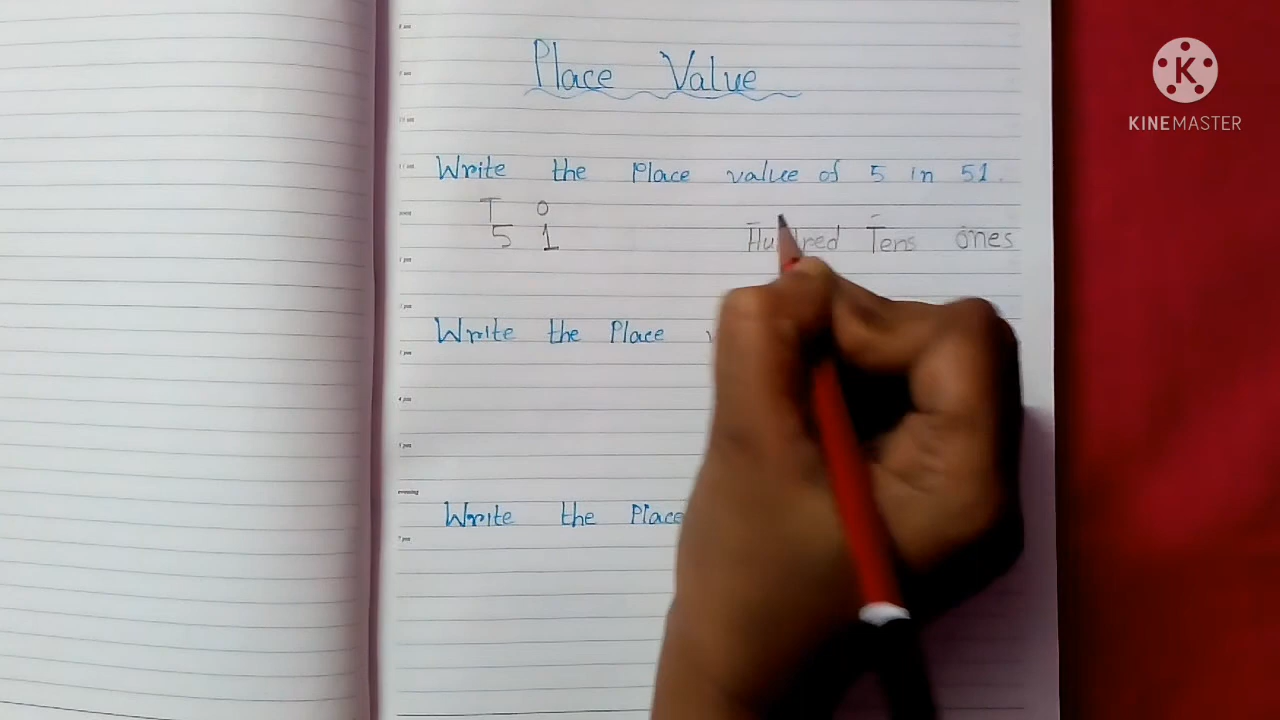 Place Value
Write the Place value of 5 in 51.
T O
5 1
Hundred Tens ones
Write the Place
Write the Place
KINEMASTER